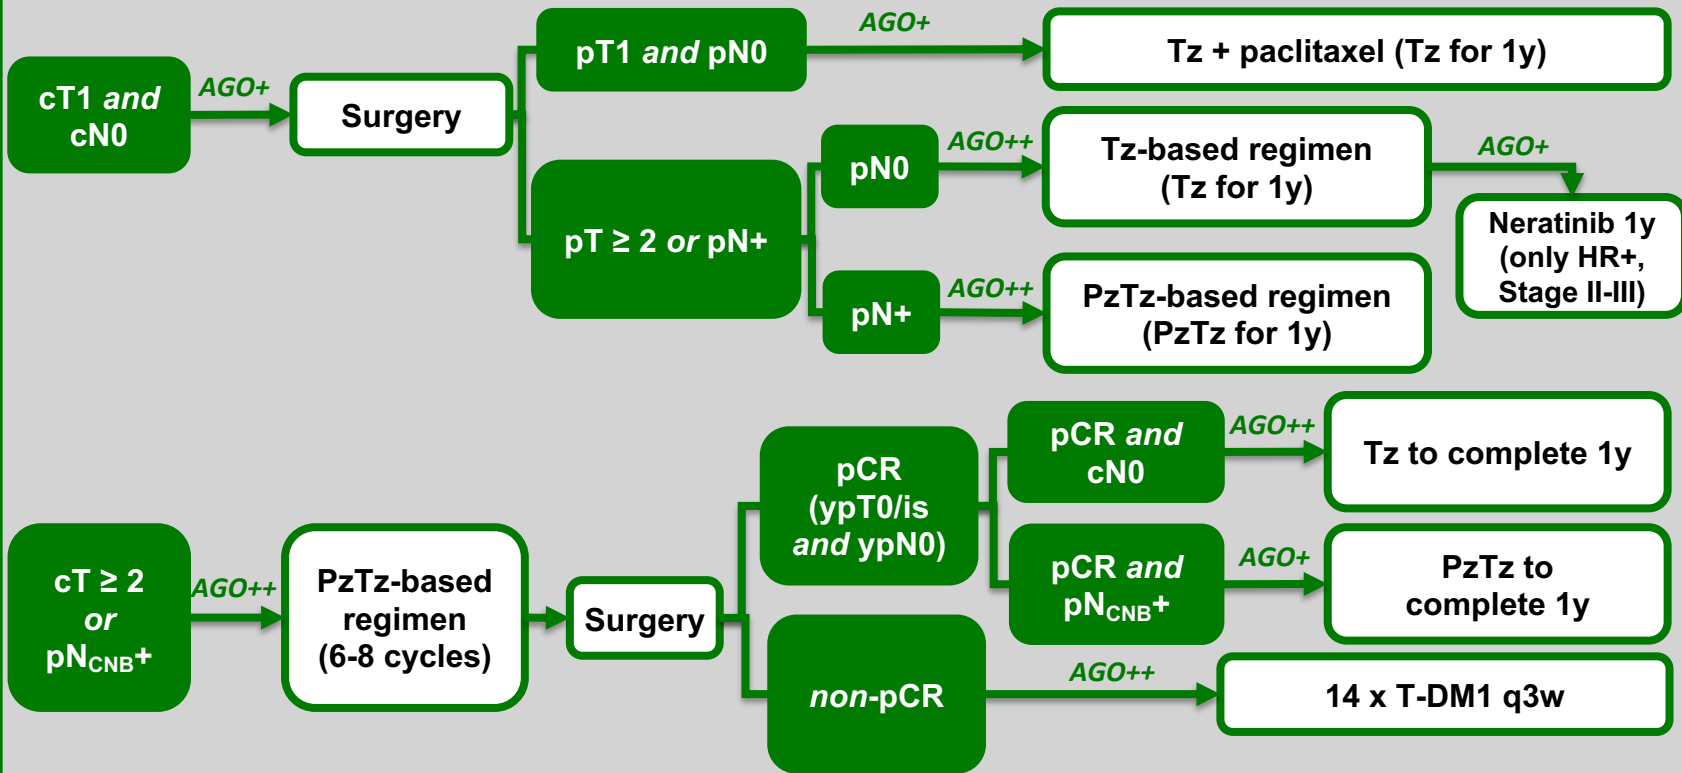 cT1 and
cN0
AGO+
Surgery
pT1 and pN0
AGO+
Tz + paclitaxel (Tz for 1y)
pT ≥ 2 or pN+
pN0
AGO++
Tz-based regimen
(Tz for 1y)
AGO+
Neratinib 1y
(only HR+,
Stage II-III)
pN+
AGO++
PzTz-based regimen
(PzTz for 1y)
cT ≥ 2
or
pNCNB+
AGO++
PzTz-based
regimen
(6-8 cycles)
Surgery
pCR
(ypT0/is
and ypN0)
pCR and
cN0
AGO++
Tz to complete 1y
pCR and
pNCNB+
AGO+
PzTz to
complete 1y
non-pCR
AGO++
14 x T-DM1 q3w